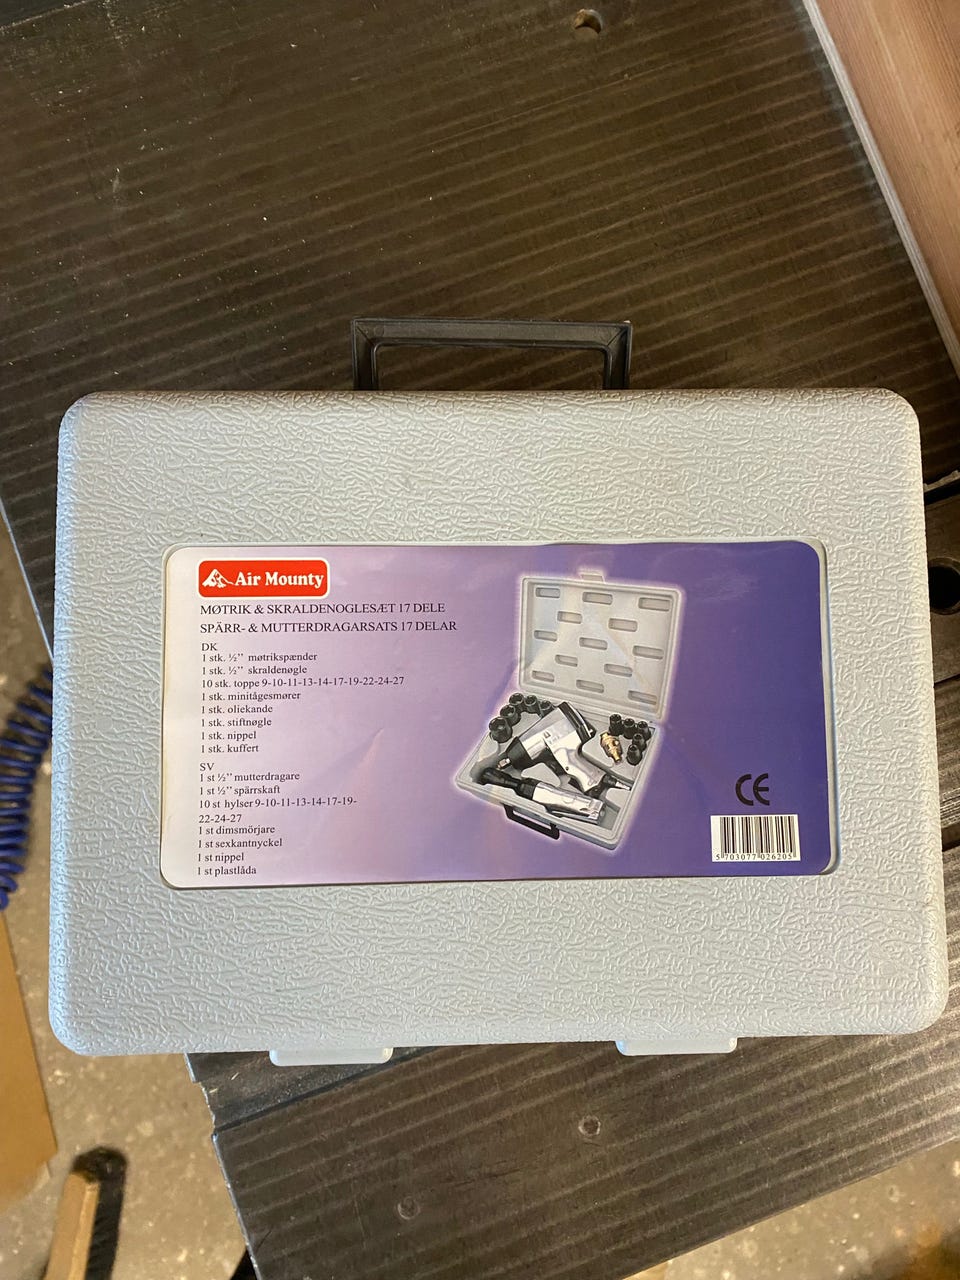 Air Mounty
MØTRIK & SKRALDENOGLESÆT 17 DELE
SPÄRR- & MUTTERDRAGARSATS 17 DELAR
DK
1 stk. ½’’ møtrikspænder
1 stk. ½’’ skraldenøgle
10 stk. toppe 9-10-11-13-14-17-19-22-24-27
1 stk. minitågesmører
1 stk. oliekande
1 stk. stiftnøgle
1 stk. nippel
1 stk. kuffert
SV
1 st ½’’ mutterdragare
1 st ½’’ spärrskaft
10 st hylser 9-10-11-13-14-17-19-
22-24-27
1 st dimsmörjare
1 st sexkantnyckel
1 st nippel
1 st plastlåda
CE
5 703077 026205